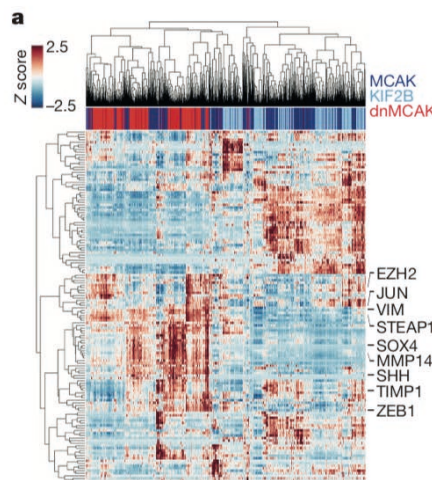 a
2.5
Z score
−2.5
MCAK
KIF2B
dnMCAK
EZH2
JUN
VIM
STEAP1
SOX4
MMP14
SHH
TIMP1
ZEB1